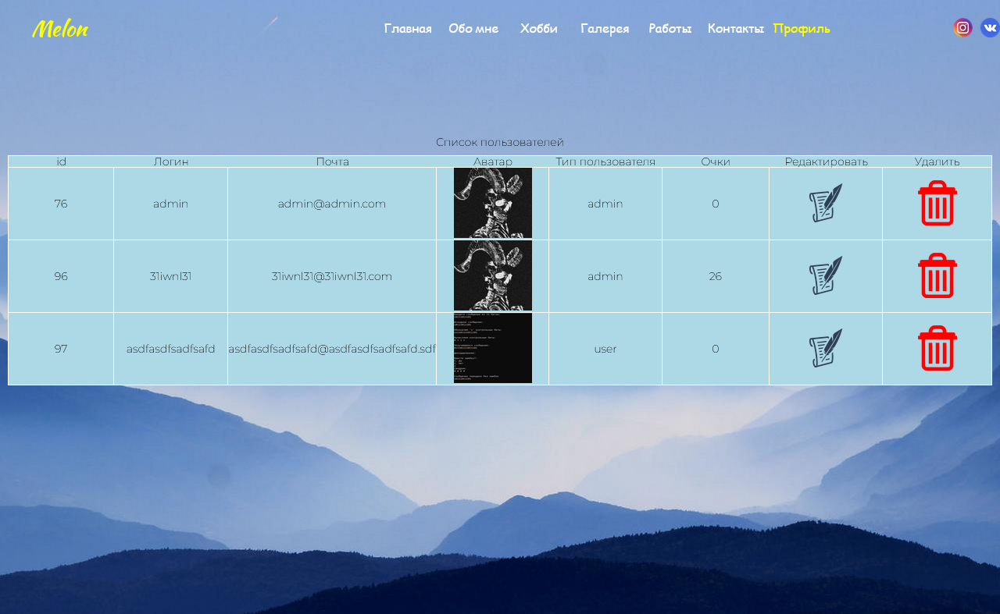 Melon
Главная Обо мне Хобби Галерея Работы Контакты Профиль
Список пользователей
id Логин Почта Аватар Тип пользователя Очки Редактировать Удалить
76 admin admin@admin.com admin 0
96 31iwnl31 31iwnl31@31iwnl31.com admin 26
97 asdfasdfsadfsafd asdfasdfsadfsafd@asdfasdfsadfsafd.sdf user 0